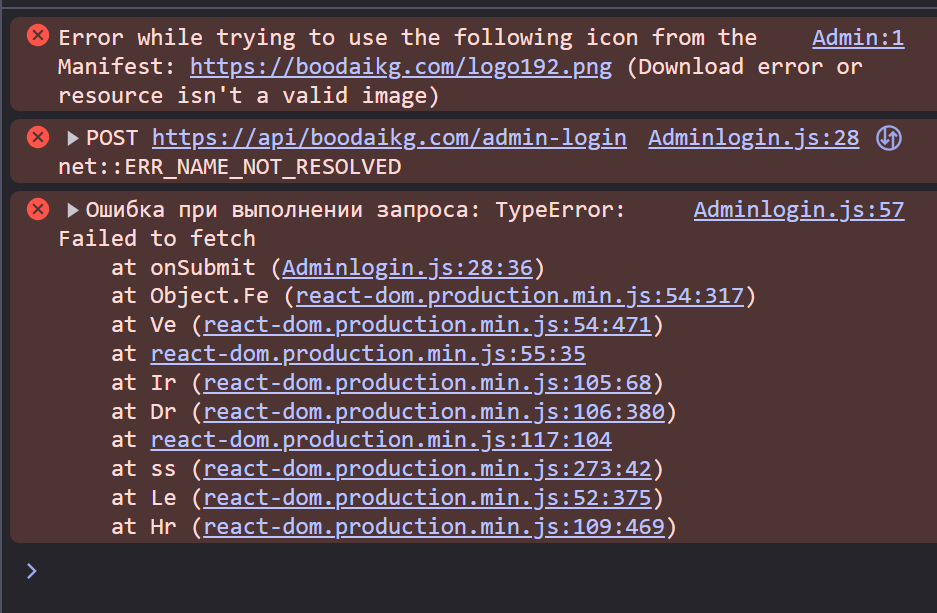 Error while trying to use the following icon from the Admin:1
Manifest: https://boodaikg.com/logo192.png (Download error or
resource isn't a valid image)
▶POST https://api/boodaikg.com/admin-login Adminlogin.js:28
net::ERR_NAME_NOT_RESOLVED
▶Ошибка при выполнении запроса: TypeError: Adminlogin.js:57
Failed to fetch
at onSubmit (Adminlogin.js:28:36)
at Object.Fe (react-dom.production.min.js:54:317)
at Ve (react-dom.production.min.js:54:471)
at react-dom.production.min.js:55:35
at Ir (react-dom.production.min.js:105:68)
at Dr (react-dom.production.min.js:106:380)
at react-dom.production.min.js:117:104
at ss (react-dom.production.min.js:273:42)
at Le (react-dom.production.min.js:52:375)
at Hr (react-dom.production.min.js:109:469)